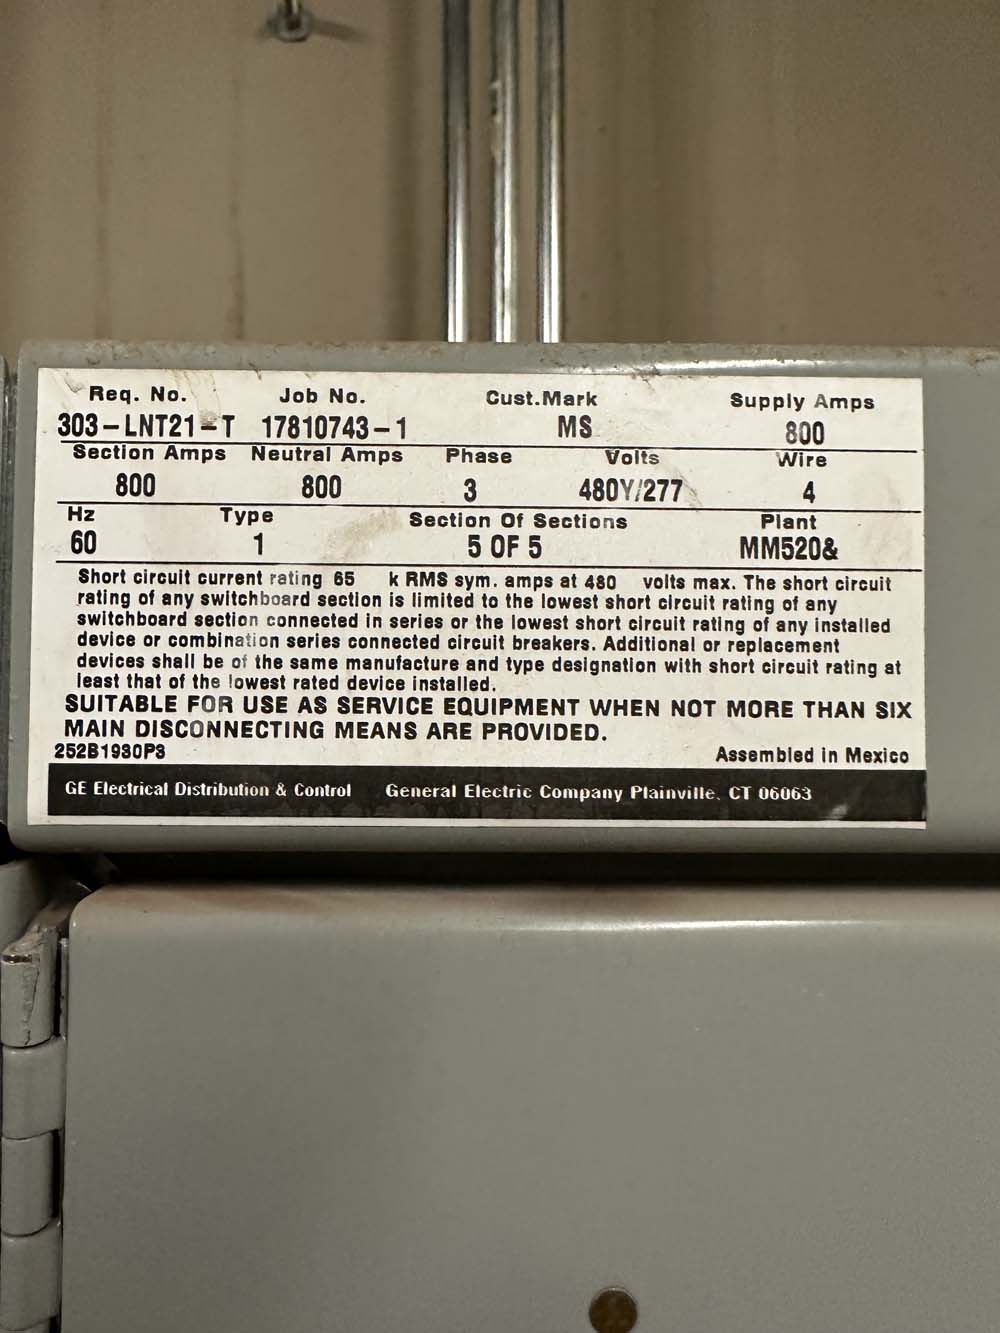 Req. No. Job No. Cust.Mark Supply Amps
303-LNT21-T 17810743-1 MS 800
Section Amps Neutral Amps Phase Volts Wire
800 800 3 480Y/277 4
Hz Type Section Of Sections Plant
60 1 5 OF 5 MM520&
Short circuit current rating 65 k RMS sym. amps at 480 volts max. The short circuit
rating of any switchboard section is limited to the lowest short circuit rating of any
switchboard section connected in series or the lowest short circuit rating of any installed
device or combination series connected circuit breakers. Additional or replacement
devices shall be of the same manufacture and type designation with short circuit rating at
least that of the lowest rated device installed.
SUITABLE FOR USE AS SERVICE EQUIPMENT WHEN NOT MORE THAN SIX
MAIN DISCONNECTING MEANS ARE PROVIDED.
252B1930P3 Assembled in Mexico
GE Electrical Distribution & Control General Electric Company Plainville, CT 06063